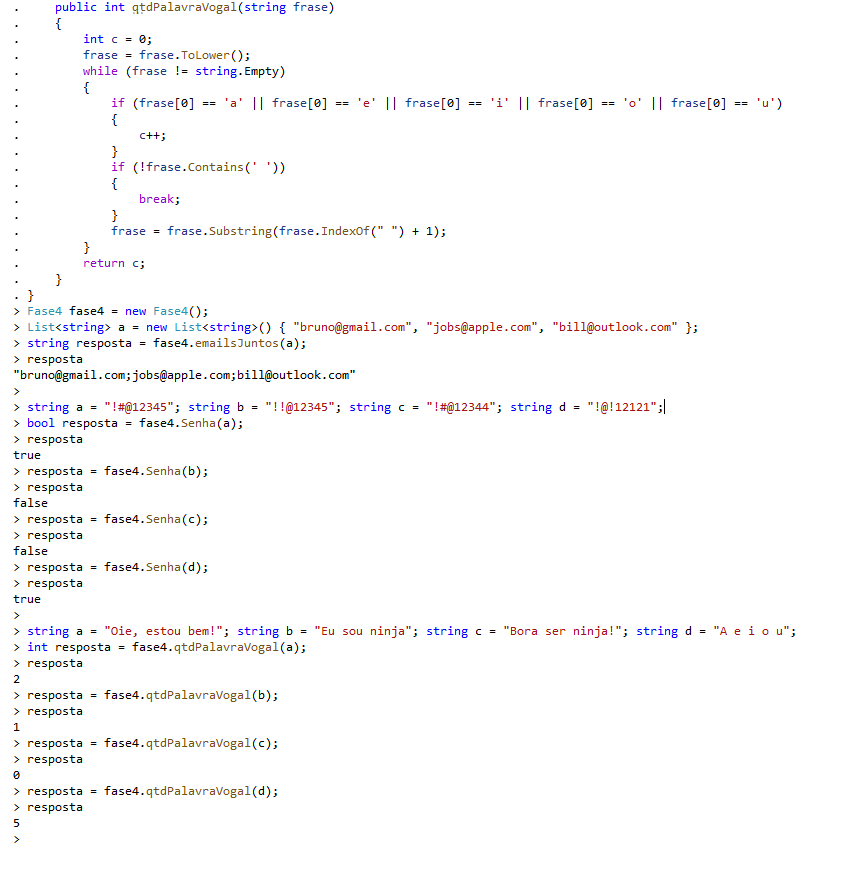 .     public int qtdPalavraVogal(string frase)
.     {
.         int c = 0;
.         frase = frase.ToLower();
.         while (frase != string.Empty)
.         {
.             if (frase[0] == 'a' || frase[0] == 'e' || frase[0] == 'i' || frase[0] == 'o' || frase[0] == 'u')
.             {
.                 c++;
.             }
.             if (!frase.Contains(' '))
.             {
.                 break;
.             }
.             frase = frase.Substring(frase.IndexOf(" ") + 1);
.         }
.         return c;
.     }
. }
> Fase4 fase4 = new Fase4();
> List<string> a = new List<string>() { "bruno@gmail.com", "jobs@apple.com", "bill@outlook.com" };
> string resposta = fase4.emailsJuntos(a);
> resposta
"bruno@gmail.com;jobs@apple.com;bill@outlook.com"
>
> string a = "!#@12345"; string b = "!!@12345"; string c = "!#@12344"; string d = "!@!12121";
> bool resposta = fase4.Senha(a);
> resposta
true
> resposta = fase4.Senha(b);
> resposta
false
> resposta = fase4.Senha(c);
> resposta
false
> resposta = fase4.Senha(d);
> resposta
true
>
> string a = "Oie, estou bem!"; string b = "Eu sou ninja"; string c = "Bora ser ninja!"; string d = "A e i o u";
> int resposta = fase4.qtdPalavraVogal(a);
> resposta
2
> resposta = fase4.qtdPalavraVogal(b);
> resposta
1
> resposta = fase4.qtdPalavraVogal(c);
> resposta
0
> resposta = fase4.qtdPalavraVogal(d);
> resposta
5
>